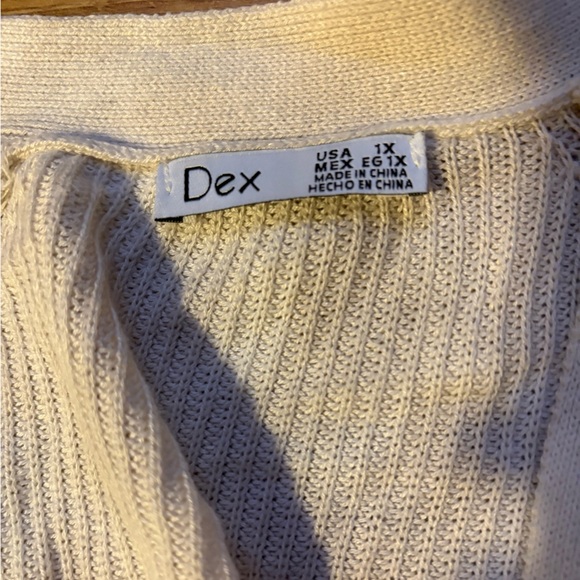 Dex
USA 1X
MEX EG 1X
MADE IN CHINA
HECHO EN CHINA